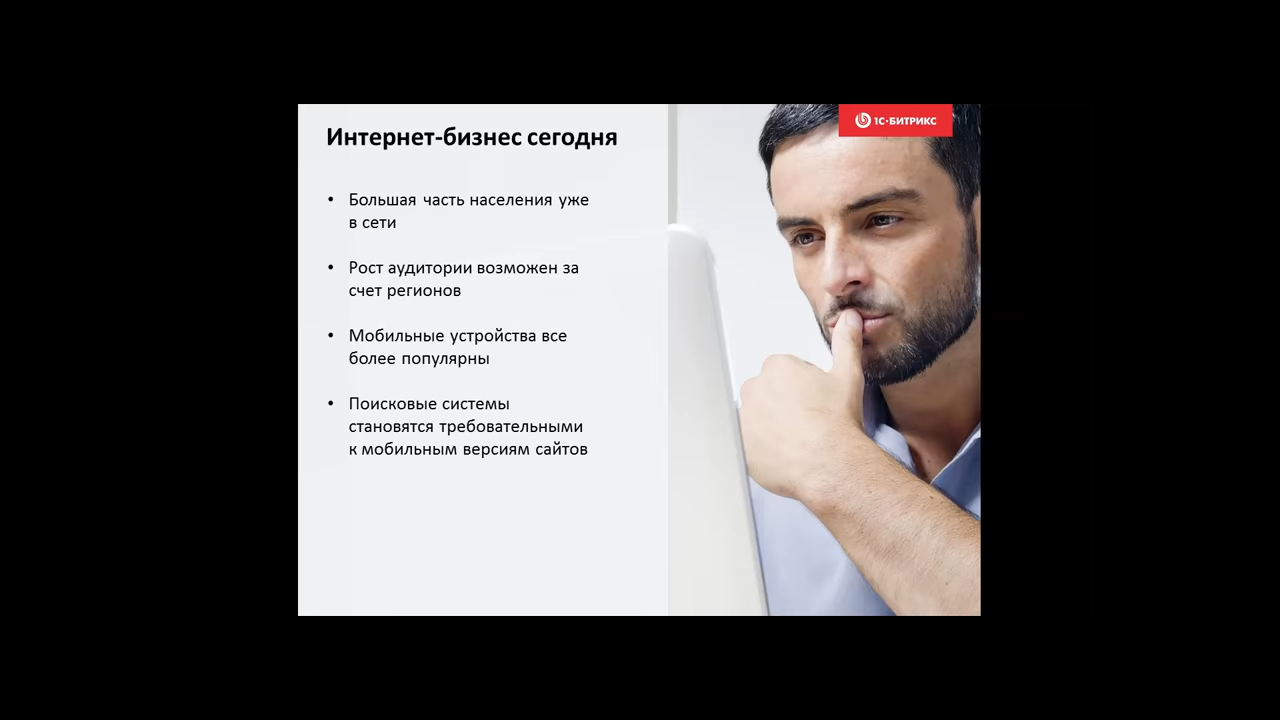 1С·БИТРИКС
Интернет-бизнес сегодня
• Большая часть населения уже
в сети
• Рост аудитории возможен за
счет регионов
• Мобильные устройства все
более популярны
• Поисковые системы
становятся требовательными
к мобильным версиям сайтов